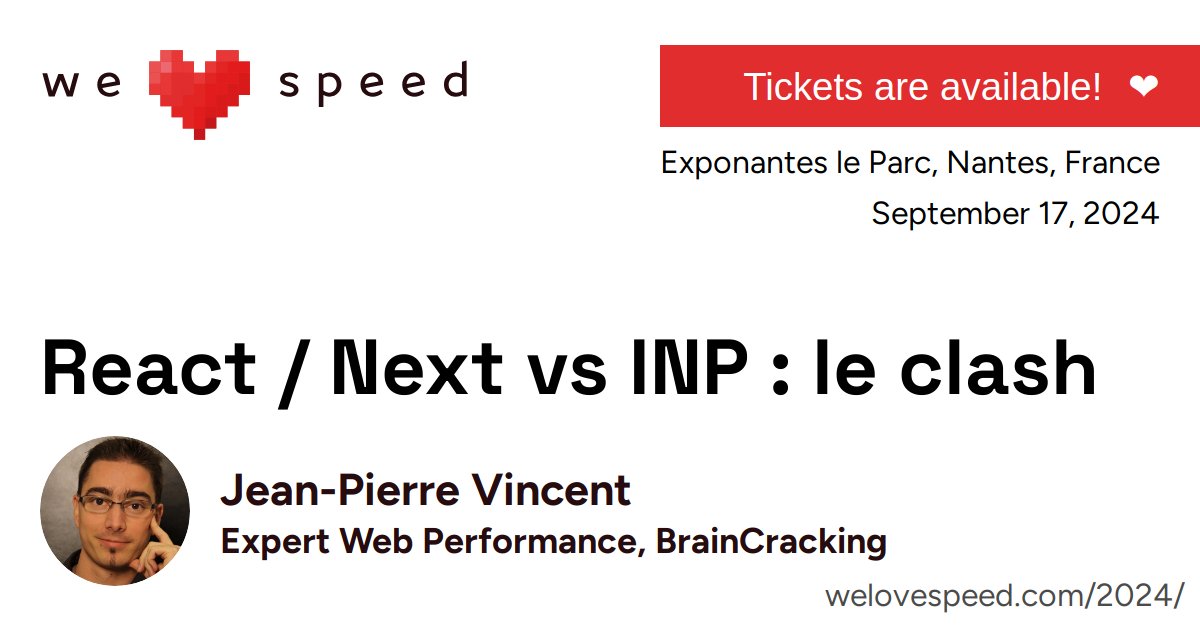 we ❤ speed
Tickets are available! ❤
Exponantes le Parc, Nantes, France
September 17, 2024
React / Next vs INP : le clash
Jean-Pierre Vincent
Expert Web Performance, BrainCracking
welovespeed.com/2024/